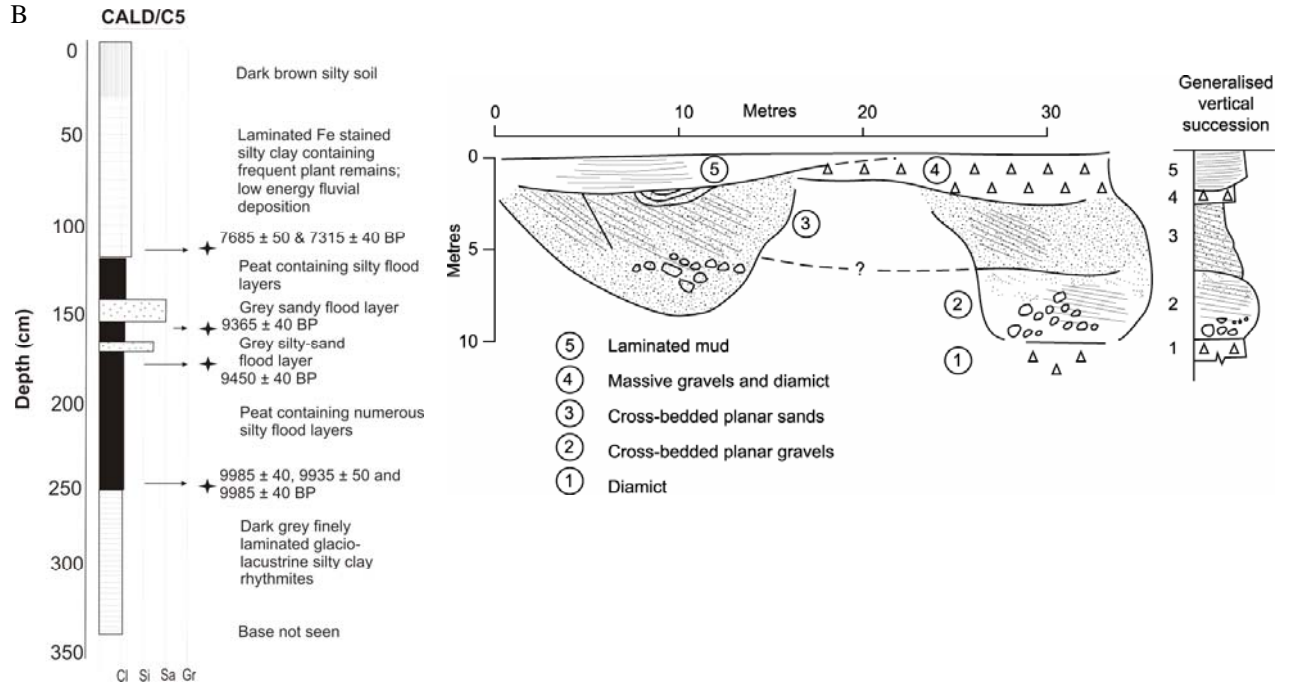 B
CALD/C5
0
50
100
150
200
250
300
350
Depth (cm)
Cl Si Sa Gr
Dark brown silty soil
Laminated Fe stained
silty clay containing
frequent plant remains;
low energy fluvial
deposition
7685 ± 50 & 7315 ± 40 BP
Peat containing silty flood
layers
Grey sandy flood layer
9365 ± 40 BP
Grey silty-sand
flood layer
9450 ± 40 BP
Peat containing numerous
silty flood layers
9985 ± 40, 9935 ± 50 and
9985 ± 40 BP
Dark grey finely
laminated glacio-
lacustrine silty clay
rhythmites
Base not seen
0 10 Metres 20 30
0
5
10
Metres
5
4
3
?
2
1
5 Laminated mud
4 Massive gravels and diamict
3 Cross-bedded planar sands
2 Cross-bedded planar gravels
1 Diamict
Generalised
vertical
succession
5
4
3
2
1